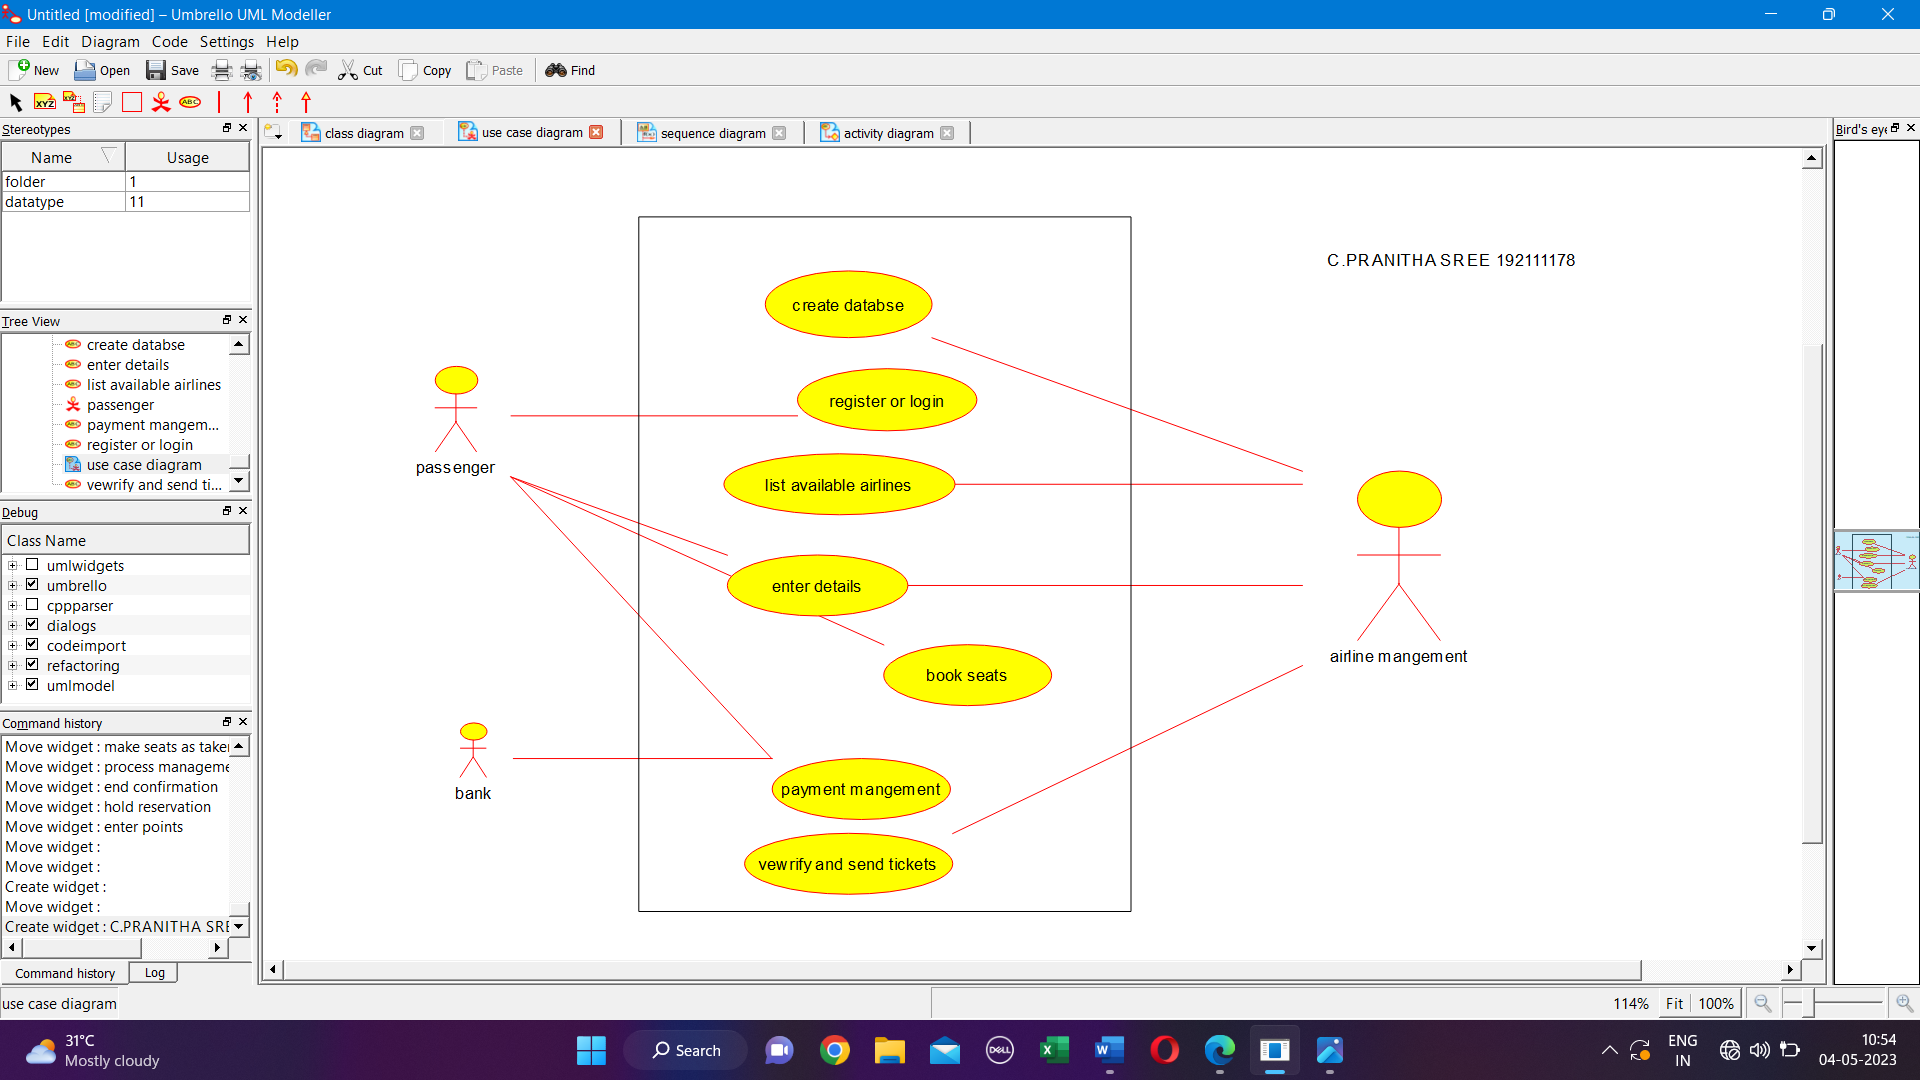 Untitled [modified] – Umbrello UML Modeller
File Edit Diagram Code Settings Help
New Open Save Cut Copy Paste Find
XYZ XYZ ABC
Stereotypes
Name Usage
folder 1
datatype 11
Tree View
create databse
enter details
list available airlines
passenger
payment mangem...
register or login
use case diagram
vewrify and send ti...
Debug
Class Name
umlwidgets
umbrello
cppparser
dialogs
codeimport
refactoring
umlmodel
Command history
Move widget : make seats as taken
Move widget : process manageme
Move widget : end confirmation
Move widget : hold reservation
Move widget : enter points
Move widget :
Move widget :
Create widget :
Move widget :
Create widget : C.PRANITHA SRE
Command history Log
class diagram use case diagram sequence diagram activity diagram
Bird's eye
C.PRANITHA SREE 192111178
create databse
register or login
passenger
list available airlines
enter details
airline mangement
book seats
bank
payment mangement
vewrify and send tickets
use case diagram
114% Fit 100%
31°C
Mostly cloudy
Search
DELL
ENG
IN
10:54
04-05-2023